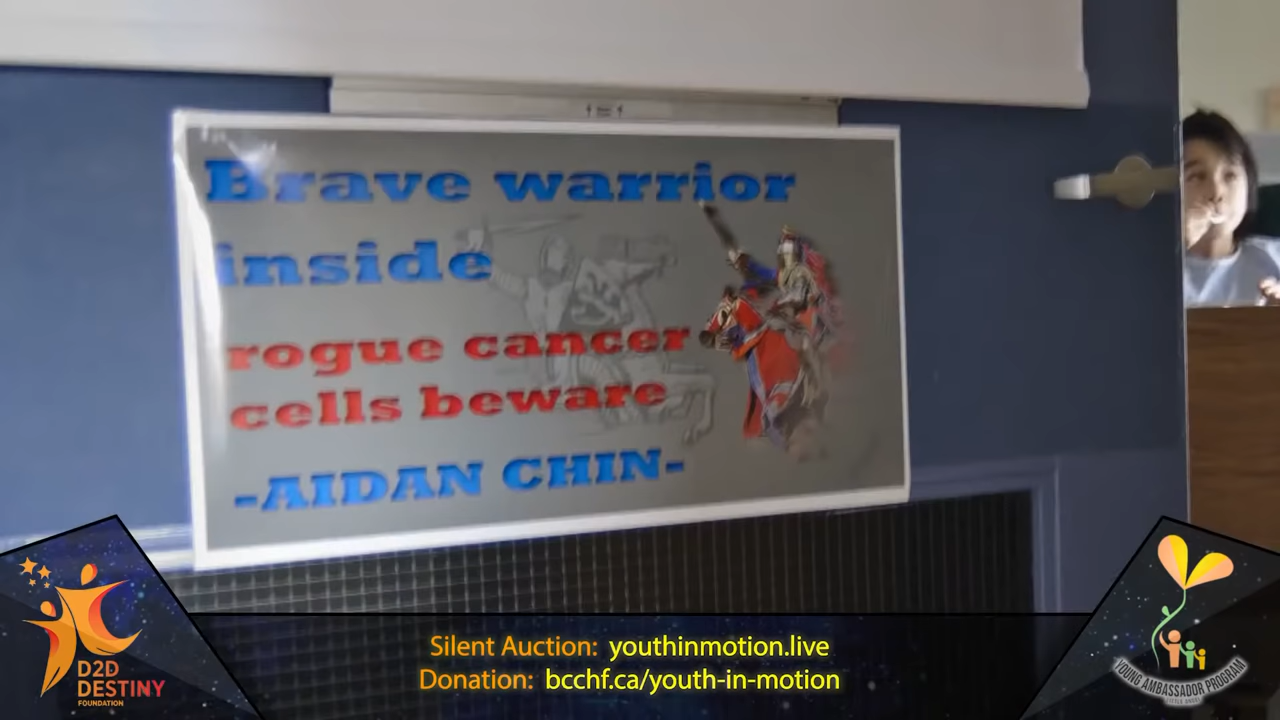 Brave warrior
inside
rogue cancer
cells beware
-AIDAN CHIN-
Silent Auction: youthinmotion.live
Donation: bcchf.ca/youth-in-motion
D2D
DESTINY
FOUNDATION
YOUNG AMBASSADOR PROGRAM